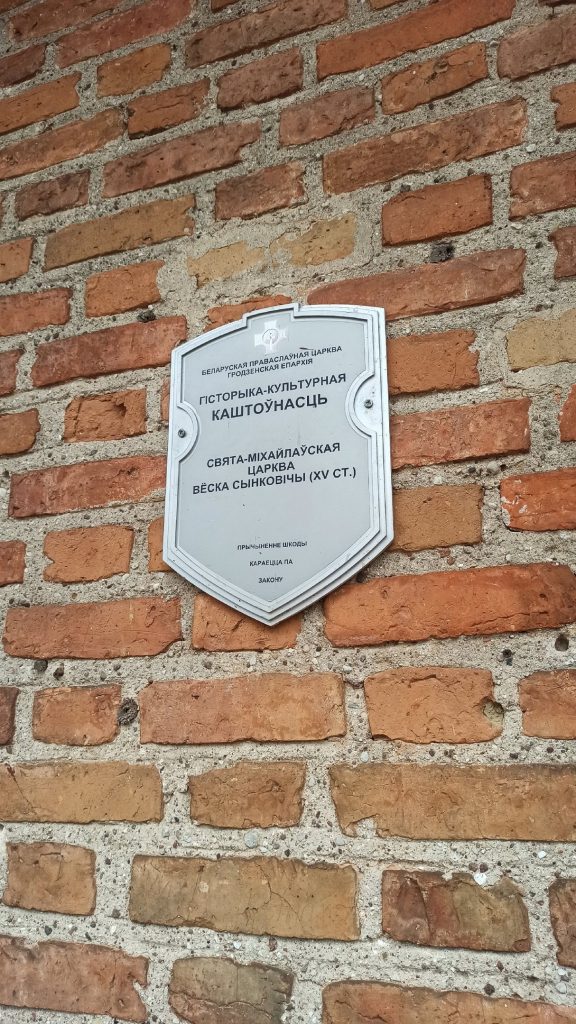 БЕЛАРУСКАЯ ПРАВАСЛАЎНАЯ ЦАРКВА
ГРОДЗЕНСКАЯ ЕПАРХІЯ
ГІСТОРЫКА-КУЛЬТУРНАЯ
КАШТОЎНАСЦЬ
СВЯТА-МІХАЙЛАЎСКАЯ
ЦАРКВА
ВЁСКА СЫНКОВІЧЫ (XV СТ.)
ПРЫЧЫНЕННЕ ШКОДЫ
КАРАЕЦЦА ПА
ЗАКОНУ